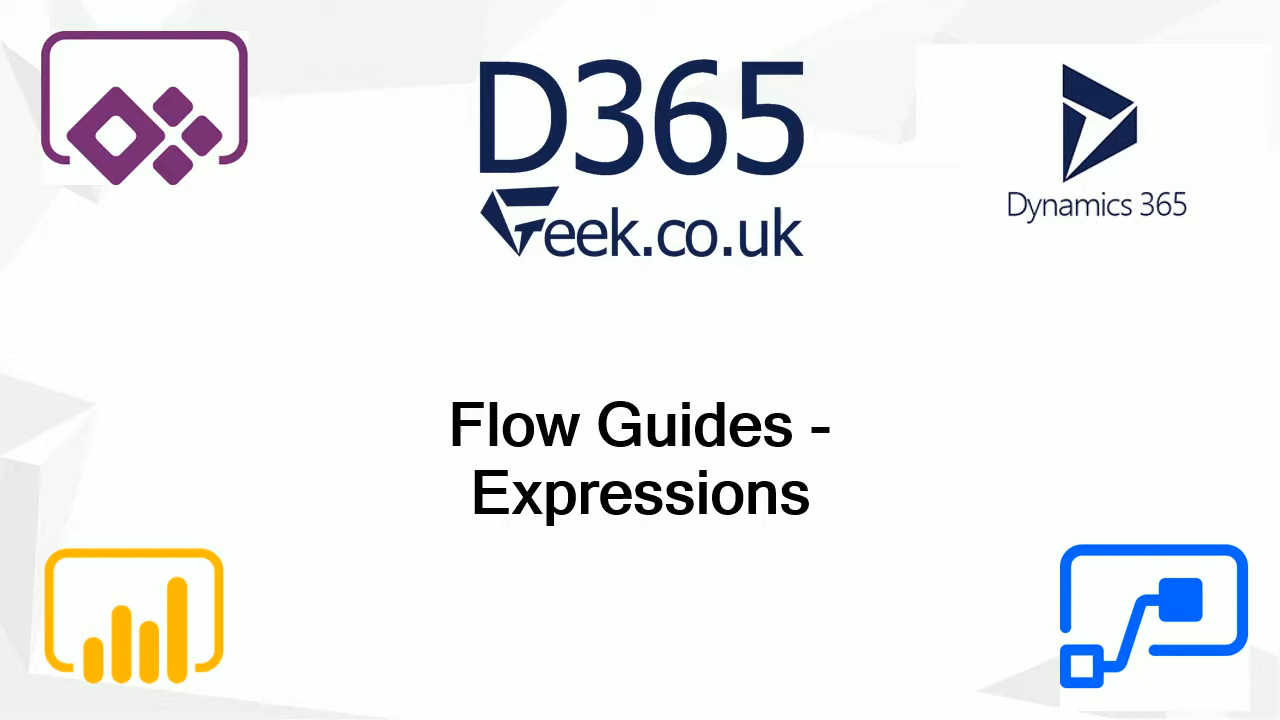 D365
Geek.co.uk
Dynamics 365
Flow Guides -
Expressions